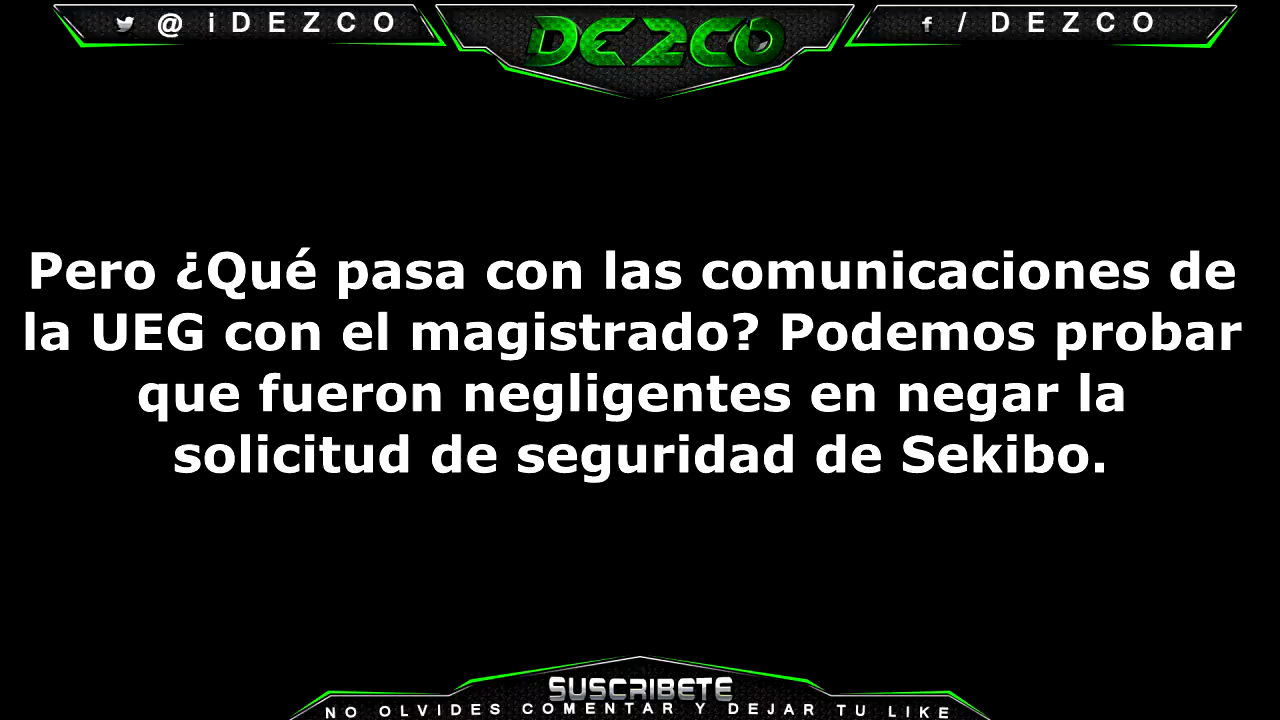 @iDEZCO
DEZCO
f / DEZCO
Pero ¿Qué pasa con las comunicaciones de
la UEG con el magistrado? Podemos probar
que fueron negligentes en negar la
solicitud de seguridad de Sekibo.
SUSCRIBETE
NO OLVIDES COMENTAR Y DEJAR TU LIKE